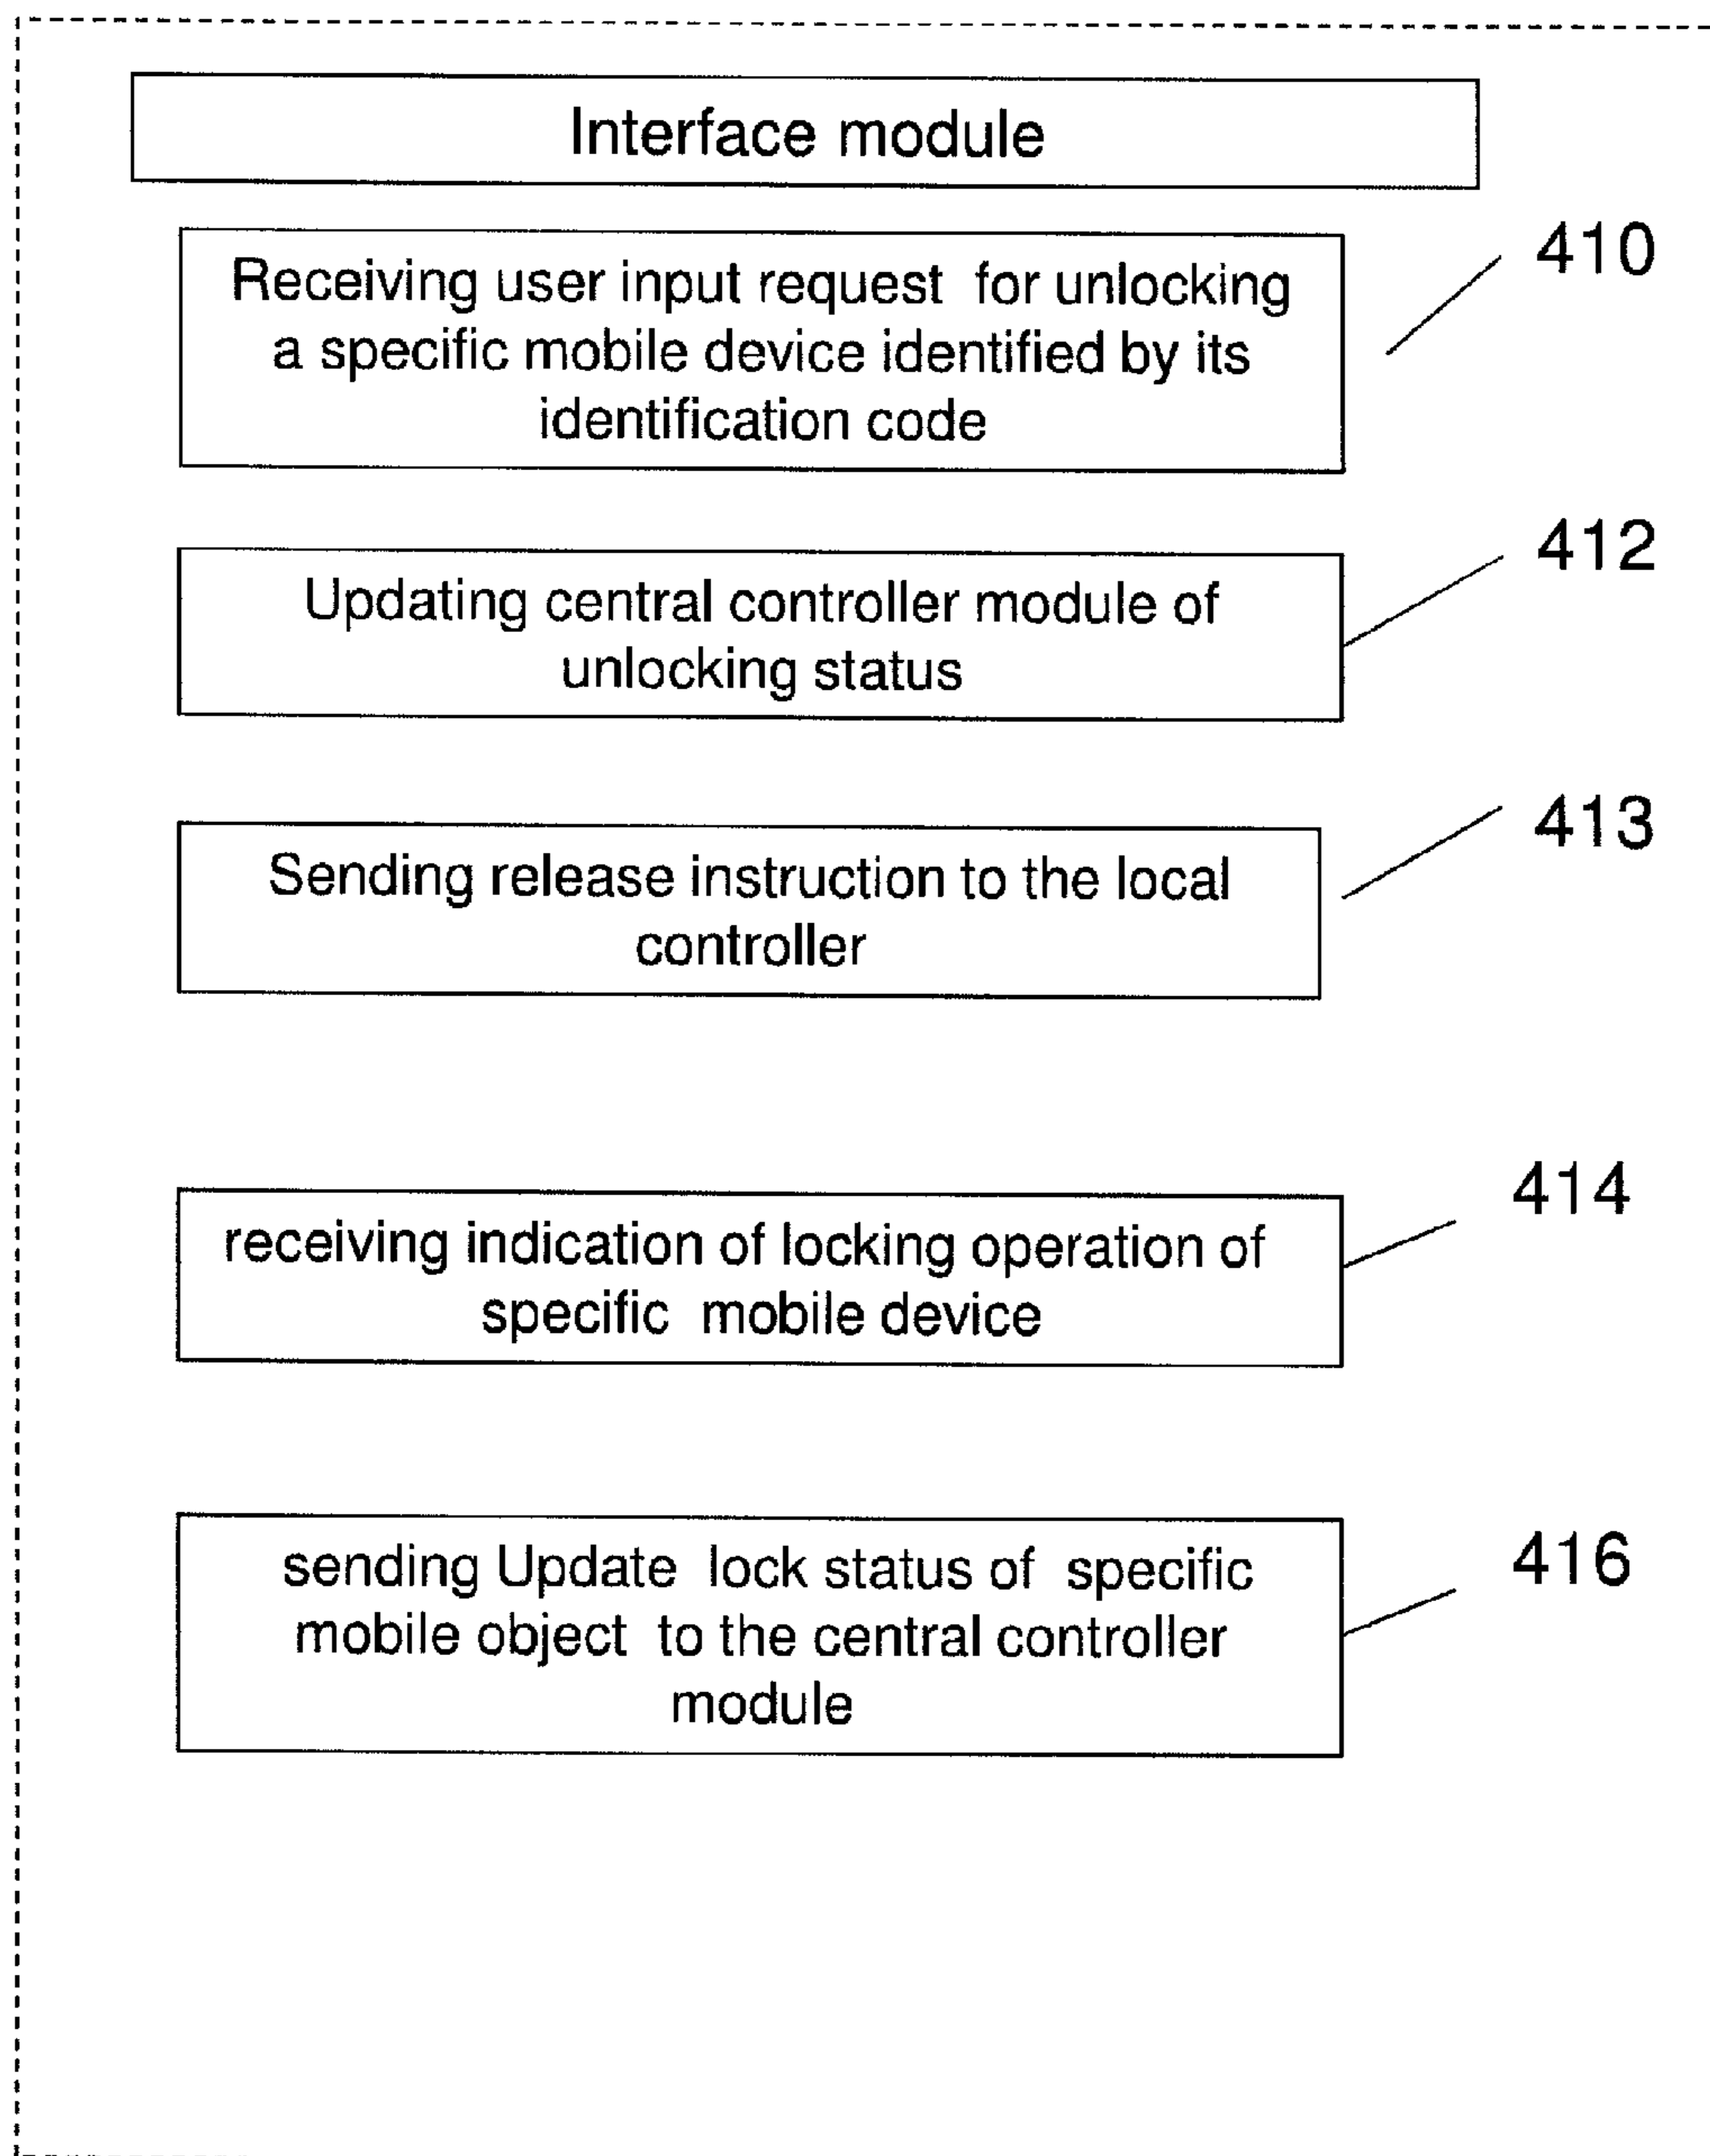 Interface module
410
Receiving user input request for unlocking
a specific mobile device identified by its
identification code
412
Updating central controller module of
unlocking status
413
Sending release instruction to the local
controller
414
receiving indication of locking operation of
specific mobile device
416
sending Update lock status of specific
mobile object to the central controller
module